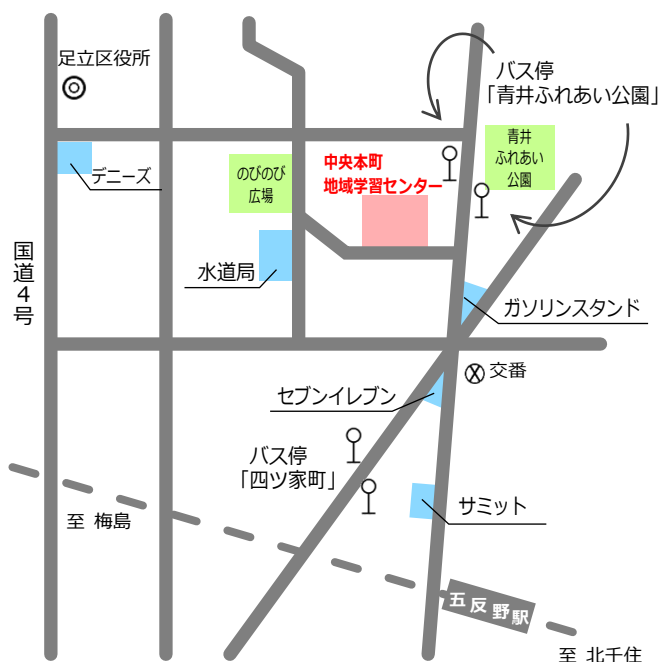 足立区役所
バス停
「青井ふれあい公園」
デニーズ
のびのび
広場
中央本町
地域学習センター
青井
ふれあい
公園
国道4号
水道局
ガソリンスタンド
交番
セブンイレブン
バス停
「四ツ家町」
サミット
至 梅島
五反野駅
至 北千住